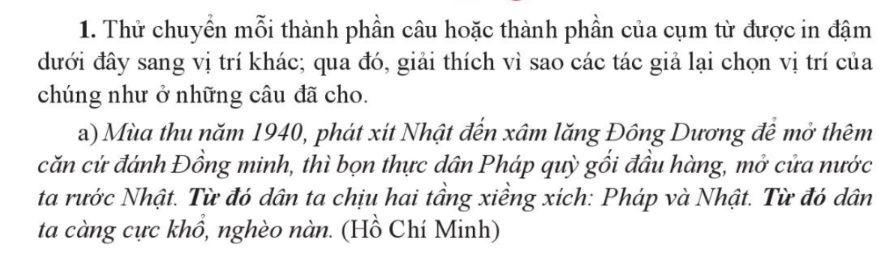 1. Thử chuyển mỗi thành phần câu hoặc thành phần của cụm từ được in đậm
dưới đây sang vị trí khác; qua đó, giải thích vì sao các tác giả lại chọn vị trí của
chúng như ở những câu đã cho.
a) Mùa thu năm 1940, phát xít Nhật đến xâm lăng Đông Dương để mở thêm
căn cứ đánh Đồng minh, thì bọn thực dân Pháp quỳ gối đầu hàng, mở cửa nước
ta rước Nhật. Từ đó dân ta chịu hai tầng xiềng xích: Pháp và Nhật. Từ đó dân
ta càng cực khổ, nghèo nàn. (Hồ Chí Minh)